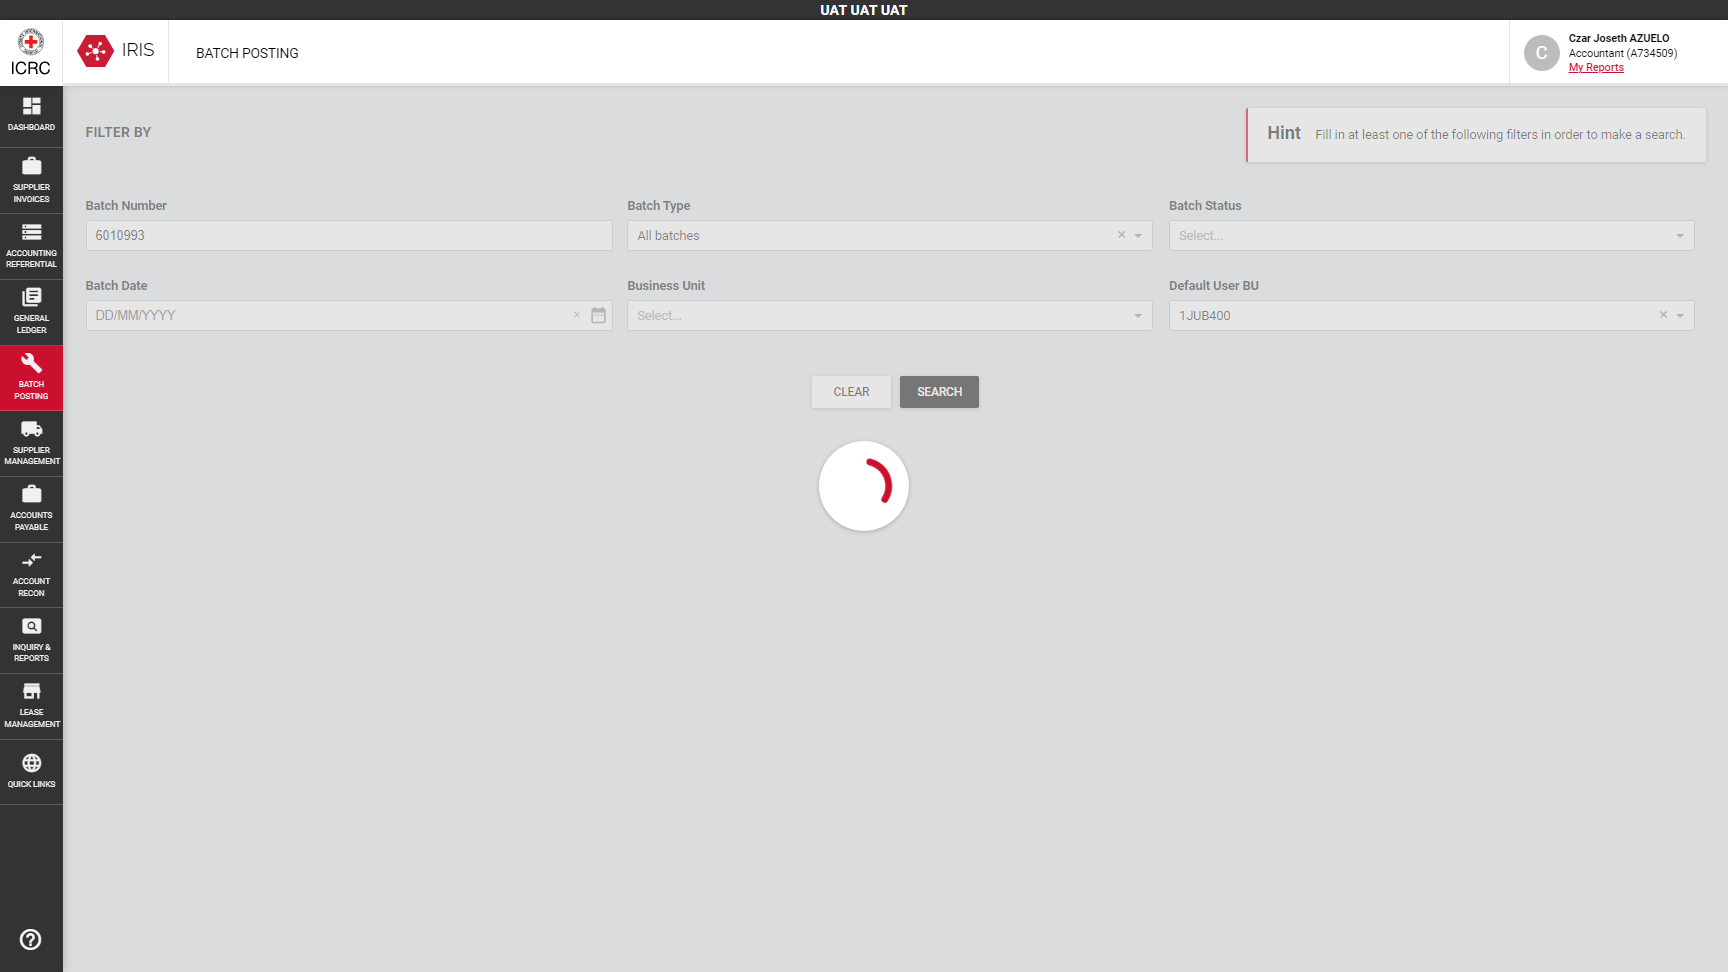 UAT UAT UAT
ICRC
IRIS
BATCH POSTING
C
Czar Joseth AZUELO
Accountant (A734509)
My Reports
DASHBOARD
SUPPLIER
INVOICES
ACCOUNTING
REFERENTIAL
GENERAL
LEDGER
BATCH
POSTING
SUPPLIER
MANAGEMENT
ACCOUNTS
PAYABLE
ACCOUNT
RECON
INQUIRY &
REPORTS
LEASE
MANAGEMENT
QUICK LINKS
FILTER BY
Hint Fill in at least one of the following filters in order to make a search.
Batch Number
6010993
Batch Type
All batches
Batch Status
Select...
Batch Date
DD/MM/YYYY
Business Unit
Select...
Default User BU
1JUB400
CLEAR
SEARCH